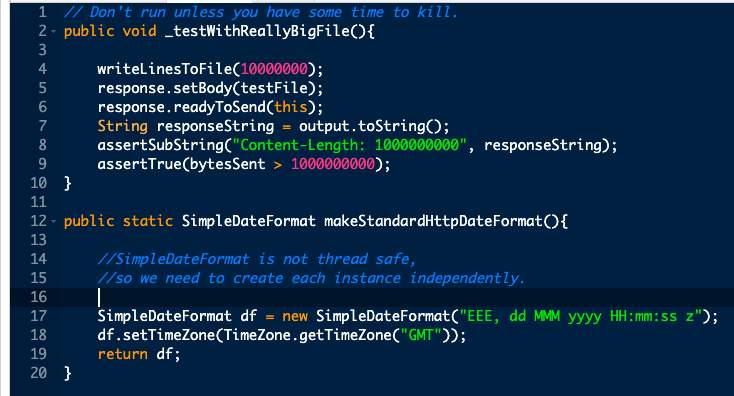 1 // Don't run unless you have some time to kill.
2 public void _testWithReallyBigFile(){
3
4 writeLinesToFile(10000000);
5 response.setBody(testFile);
6 response.readyToSend(this);
7 String responseString = output.toString();
8 assertSubString("Content-Length: 1000000000", responseString);
9 assertTrue(bytesSent > 1000000000);
10 }
11
12 public static SimpleDateFormat makeStandardHttpDateFormat(){
13
14 //SimpleDateFormat is not thread safe,
15 //so we need to create each instance independently.
16
17 SimpleDateFormat df = new SimpleDateFormat("EEE, dd MMM yyyy HH:mm:ss z");
18 df.setTimeZone(TimeZone.getTimeZone("GMT"));
19 return df;
20 }